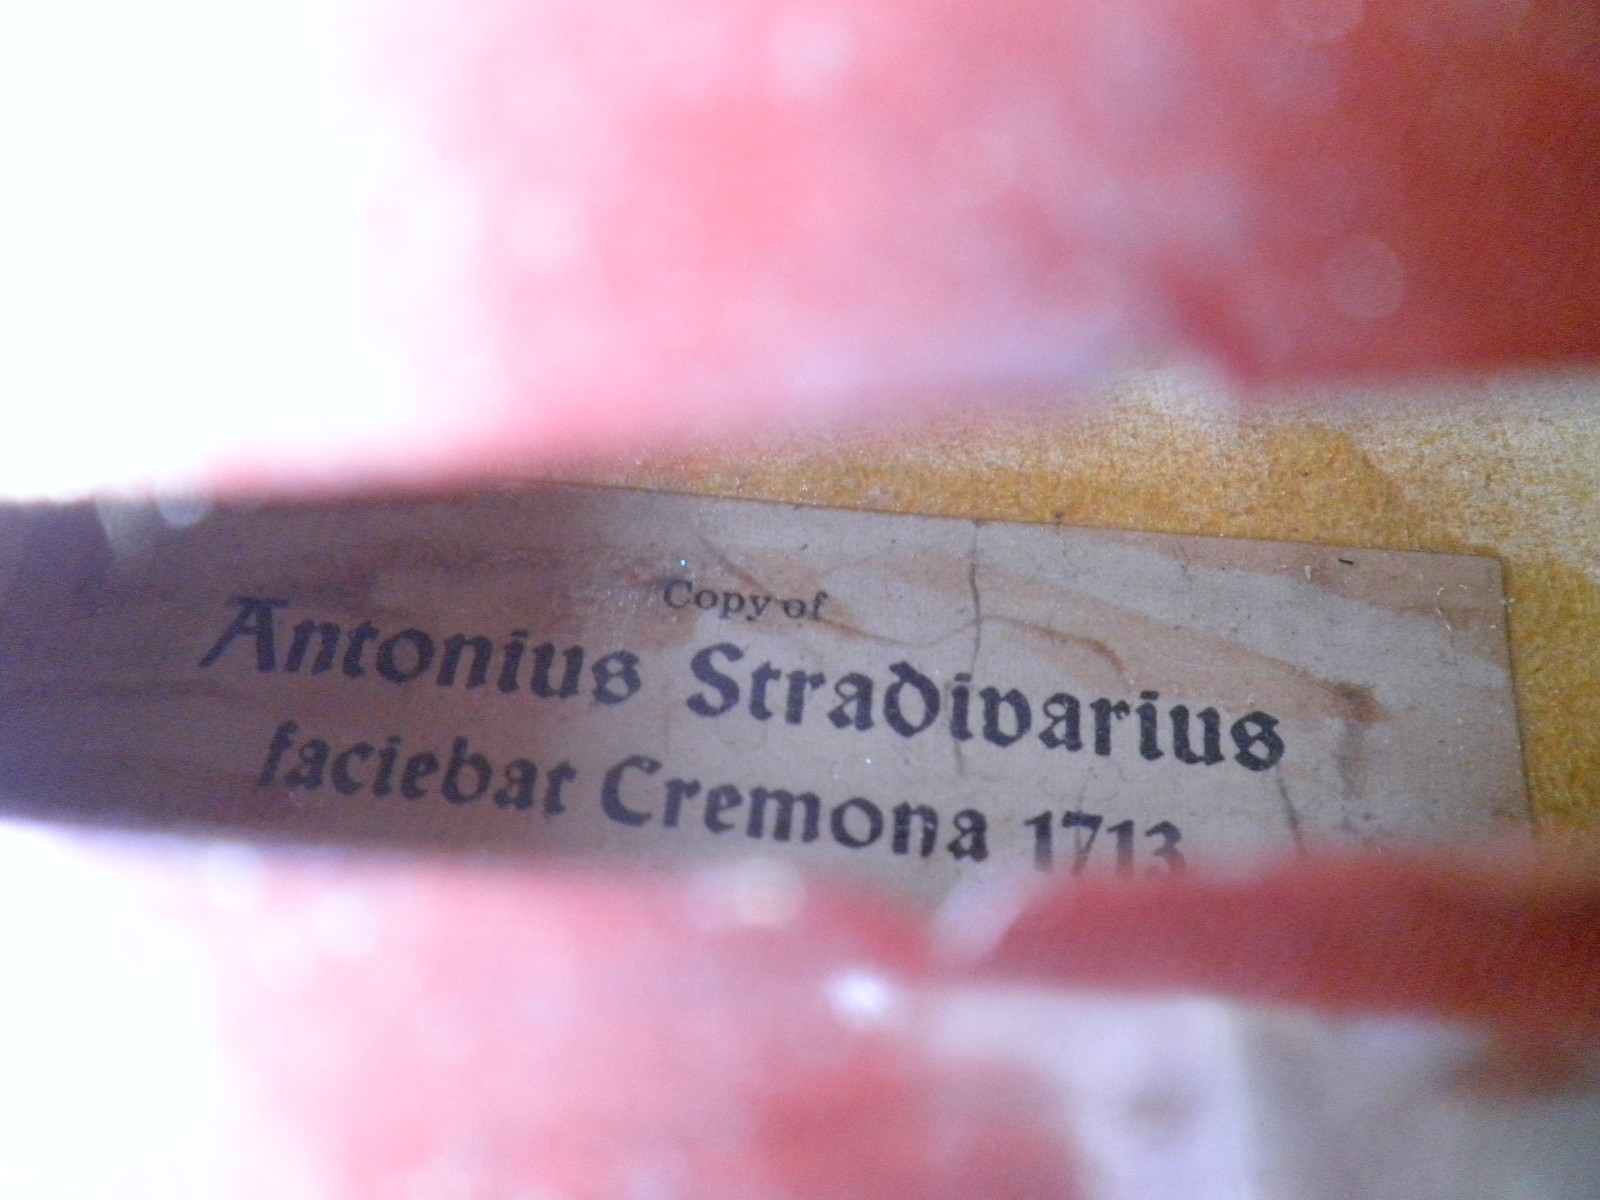 Copy of
Antonius Stradivarius
faciebat Cremona 1713